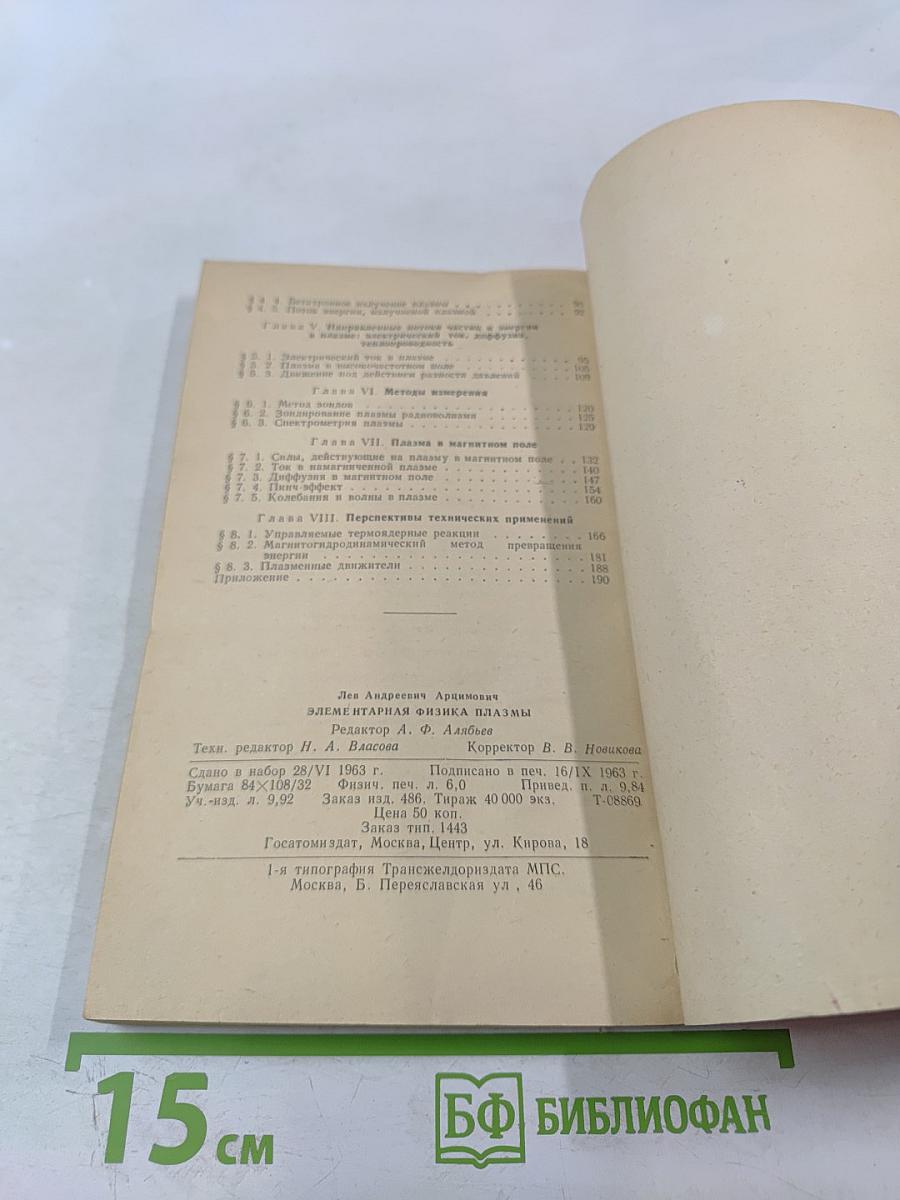 § 4. 4. Бетатронное излучение плазмы . . . . . . . . . . 91
§ 4. 5. Поток энергии, излучаемой плазмой . . . . . . . . 92
Глава V. Направленные потоки частиц и энергии
в плазме: электрический ток, диффузия,
теплопроводность
§ 5. 1. Электрический ток в плазме . . . . . . . . . . . 95
§ 5. 2. Плазма в высокочастотном поле . . . . . . . . . . 105
§ 5. 3. Движение под действием разности давлений . . . . . 109
Глава VI. Методы измерения
§ 6. 1. Метод зондов . . . . . . . . . . . . . . . . . . 120
§ 6. 2. Зондирование плазмы радиоволнами . . . . . . . . . 125
§ 6. 3. Спектрометрия плазмы . . . . . . . . . . . . . . 129
Глава VII. Плазма в магнитном поле
§ 7. 1. Силы, действующие на плазму в магнитном поле . . 132
§ 7. 2. Ток в намагниченной плазме . . . . . . . . . . . 140
§ 7. 3. Диффузия в магнитном поле . . . . . . . . . . . 147
§ 7. 4. Пинч-эффект . . . . . . . . . . . . . . . . . . 154
§ 7. 5. Колебания и волны в плазме . . . . . . . . . . . 160
Глава VIII. Перспективы технических применений
§ 8. 1. Управляемые термоядерные реакции . . . . . . . . 166
§ 8. 2. Магнитогидродинамический метод превращения
энергии . . . . . . . . . . . . . . . . . . . . 181
§ 8. 3. Плазменные движители . . . . . . . . . . . . . . 188
Приложение . . . . . . . . . . . . . . . . . . . . . . 190
Лев Андреевич Арцимович
ЭЛЕМЕНТАРНАЯ ФИЗИКА ПЛАЗМЫ
Редактор А. Ф. Алябьев
Техн. редактор Н. А. Власова Корректор В. В. Новикова
Сдано в набор 28/VI 1963 г. Подписано в печ. 16/IX 1963 г.
Бумага 84×108/32 Физич. печ. л. 6,0 Привед. п. л. 9,84
Уч.-изд. л. 9,92 Заказ изд. 486. Тираж 40 000 экз. Т-08869
Цена 50 коп.
Заказ тип. 1443
Госатомиздат, Москва, Центр, ул. Кирова, 18
1-я типография Трансжелдориздата МПС.
Москва, Б. Переяславская ул , 46
15 см
БФ БИБЛИОФАН